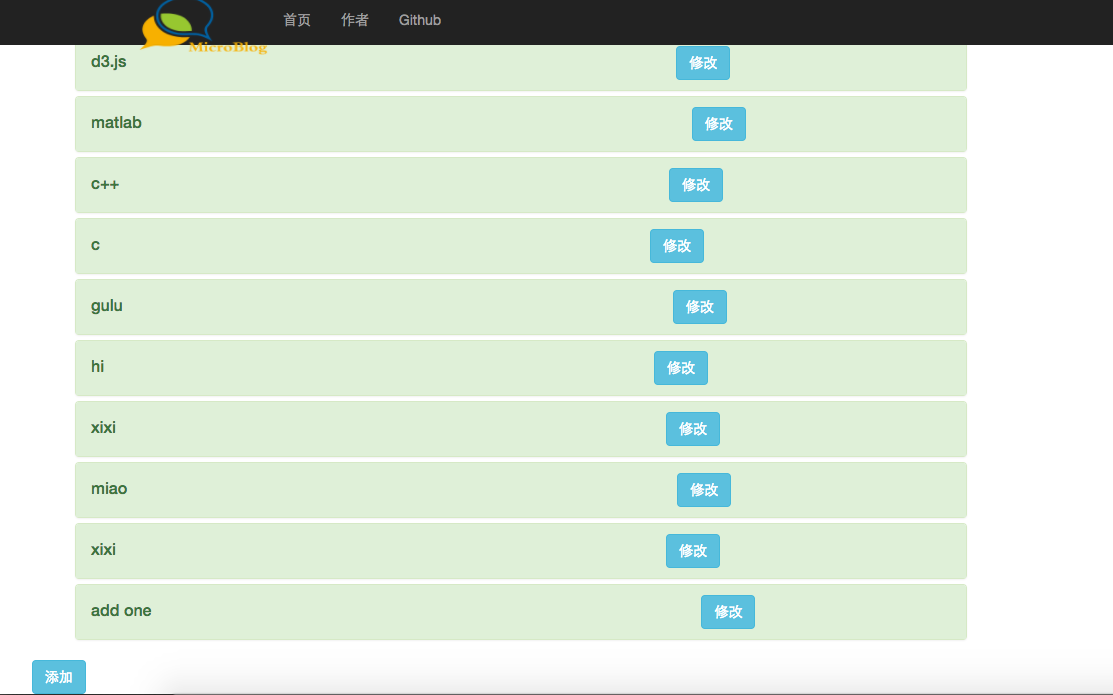 首页 作者 Github
MicroBlog
d3.js 修改
matlab 修改
c++ 修改
c 修改
gulu 修改
hi 修改
xixi 修改
miao 修改
xixi 修改
add one 修改
添加